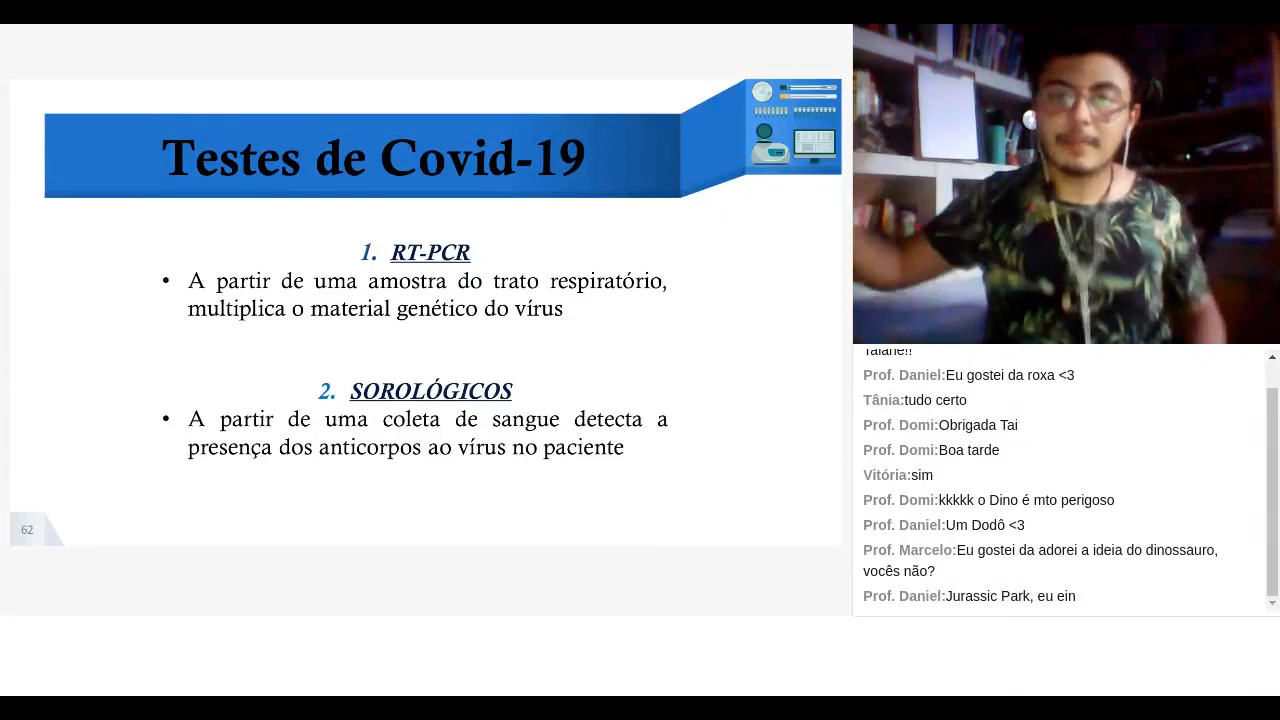 Testes de Covid-19
1. RT-PCR
• A partir de uma amostra do trato respiratório,
multiplica o material genético do vírus
2. SOROLÓGICOS
• A partir de uma coleta de sangue detecta a
presença dos anticorpos ao vírus no paciente
62
Taiane!!
Prof. Daniel:Eu gostei da roxa <3
Tânia:tudo certo
Prof. Domi:Obrigada Tai
Prof. Domi:Boa tarde
Vitória:sim
Prof. Domi:kkkkk o Dino é mto perigoso
Prof. Daniel:Um Dodô <3
Prof. Marcelo:Eu gostei da adorei a ideia do dinossauro,
vocês não?
Prof. Daniel:Jurassic Park, eu ein